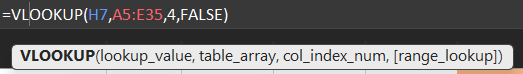 =VLOOKUP(H7,A5:E35,4,FALSE)
VLOOKUP(lookup_value, table_array, col_index_num, [range_lookup])